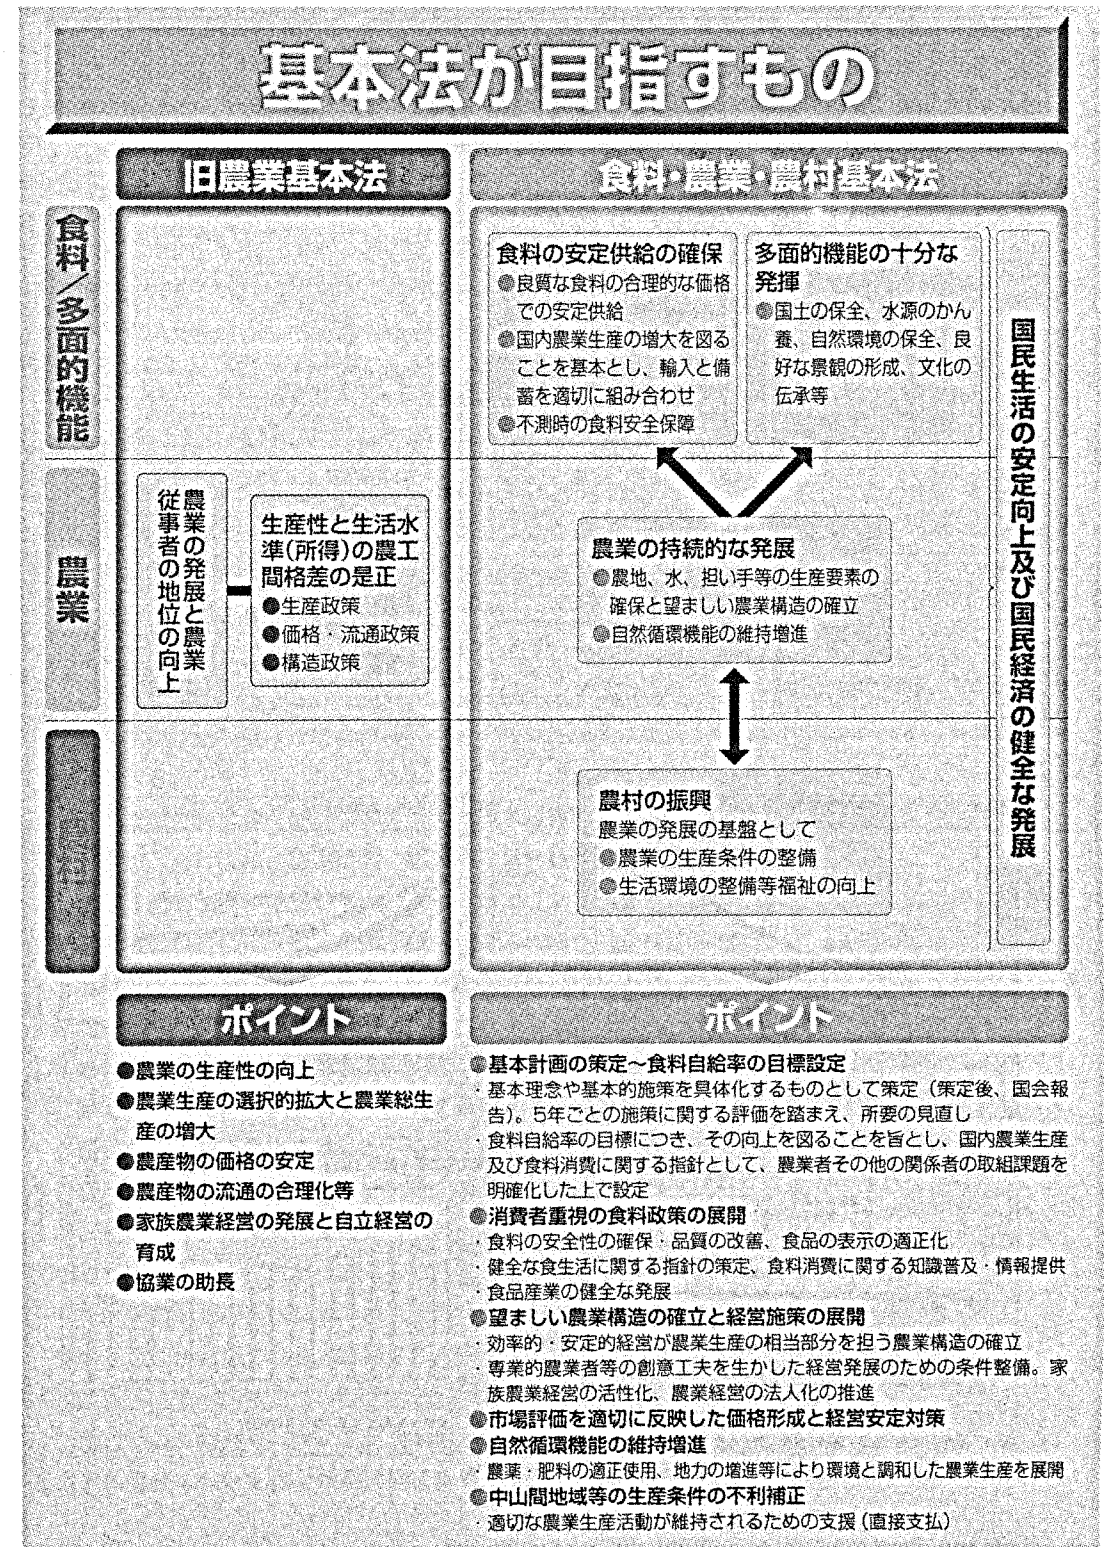 基本法が目指すもの
旧農業基本法
食料・農業・農村基本法
食料／多面的機能
食料の安定供給の確保
●良質な食料の合理的な価格
での安定供給
●国内農業生産の増大を図る
ことを基本とし、輸入と備
蓄を適切に組み合わせ
●不測時の食料安全保障
多面的機能の十分な
発揮
●国土の保全、水源のかん
養、自然環境の保全、良
好な景観の形成、文化の
伝承等
国民生活の安定向上及び国民経済の健全な発展
農業
農業の発展と農業
従事者の地位の向上
生産性と生活水
準(所得)の農工
間格差の是正
●生産政策
●価格・流通政策
●構造政策
農業の持続的な発展
●農地、水、担い手等の生産要素の
確保と望ましい農業構造の確立
●自然循環機能の維持増進
農村
農村の振興
農業の発展の基盤として
●農業の生産条件の整備
●生活環境の整備等福祉の向上
ポイント
●農業の生産性の向上
●農業生産の選択的拡大と農業総生
産の増大
●農産物の価格の安定
●農産物の流通の合理化等
●家族農業経営の発展と自立経営の
育成
●協業の助長
ポイント
●基本計画の策定～食料自給率の目標設定
・基本理念や基本的施策を具体化するものとして策定（策定後、国会報
告）。5年ごとの施策に関する評価を踏まえ、所要の見直し
・食料自給率の目標につき、その向上を図ることを旨とし、国内農業生産
及び食料消費に関する指針として、農業者その他の関係者の取組課題を
明確化した上で設定
●消費者重視の食料政策の展開
・食料の安全性の確保・品質の改善、食品の表示の適正化
・健全な食生活に関する指針の策定、食料消費に関する知識普及・情報提供
・食品産業の健全な発展
●望ましい農業構造の確立と経営施策の展開
・効率的・安定的経営が農業生産の相当部分を担う農業構造の確立
・専業的農業者等の創意工夫を生かした経営発展のための条件整備。家
族農業経営の活性化、農業経営の法人化の推進
●市場評価を適切に反映した価格形成と経営安定対策
●自然循環機能の維持増進
・農薬・肥料の適正使用、地力の増進等により環境と調和した農業生産を展開
●中山間地域等の生産条件の不利補正
・適切な農業生産活動が維持されるための支援（直接支払）